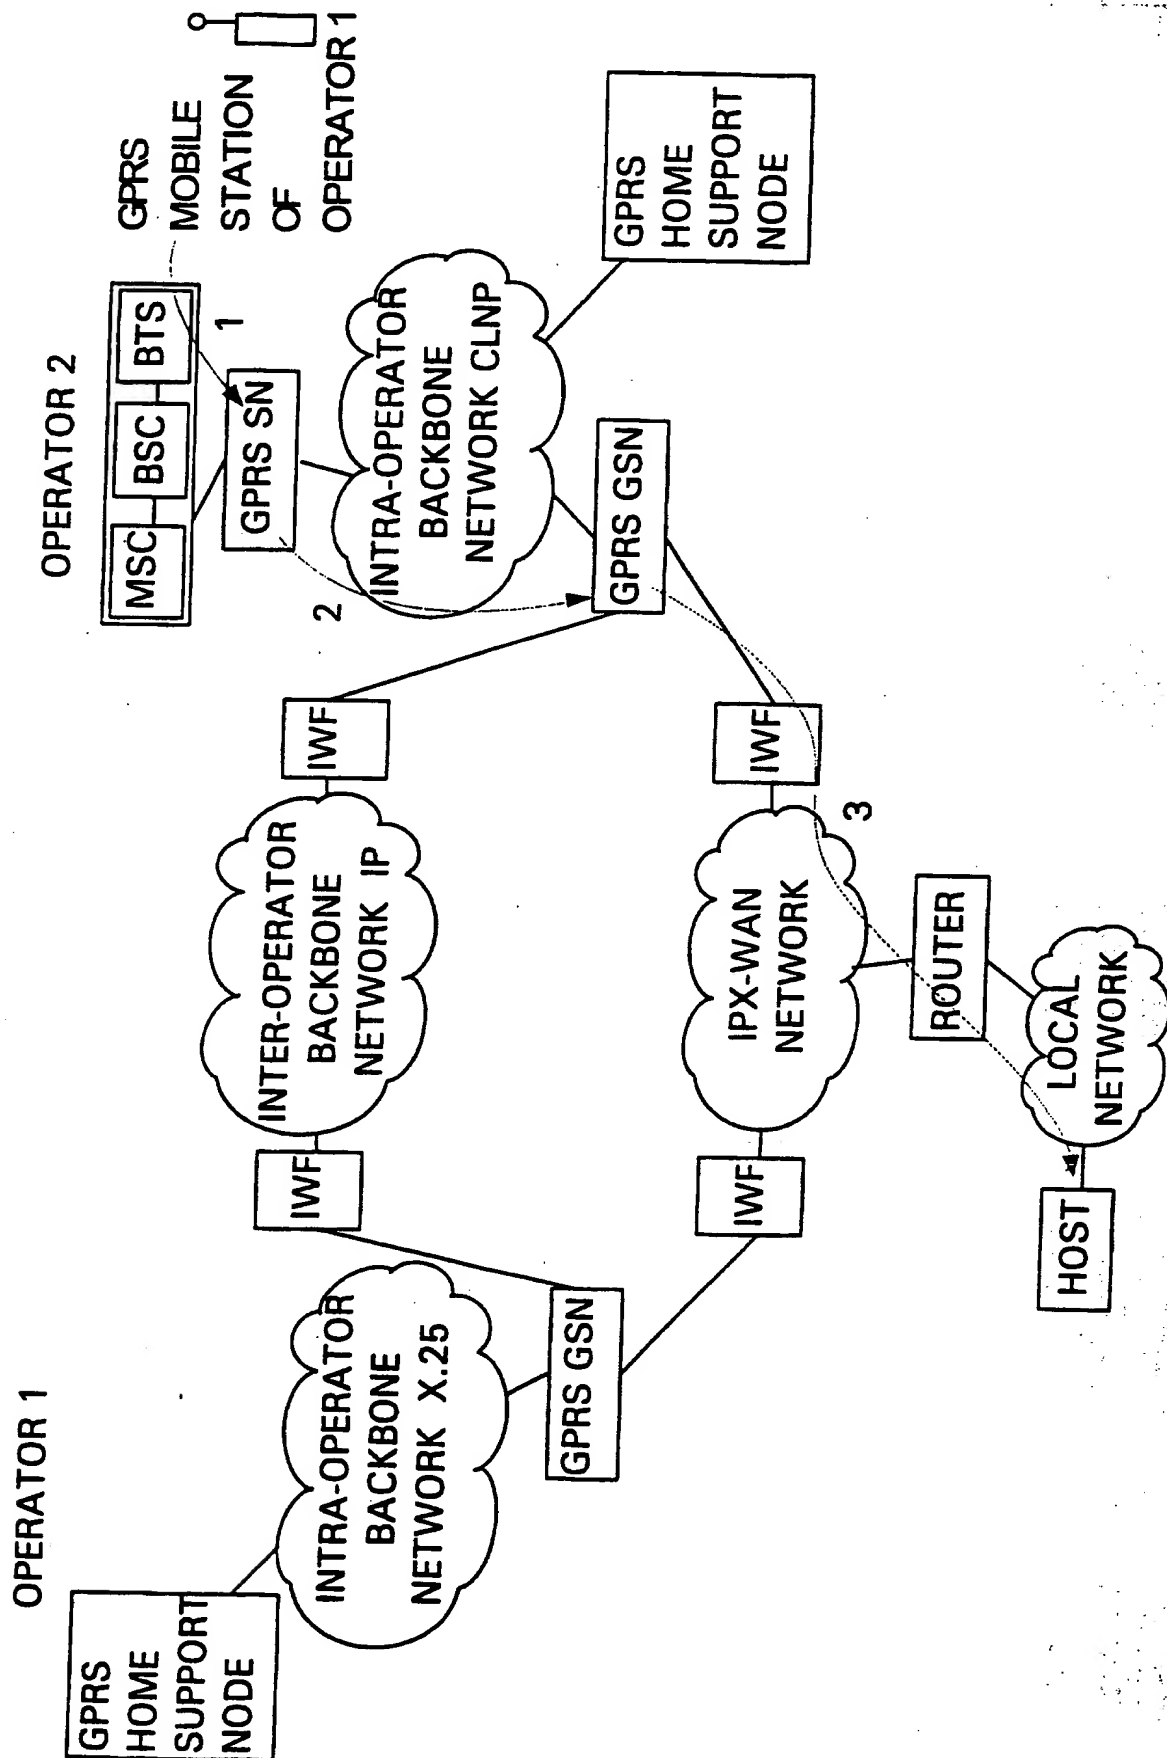 OPERATOR 1
GPRS
HOME
SUPPORT
NODE
INTRA-OPERATOR
BACKBONE
NETWORK X.25
GPRS GSN
IWF
INTER-OPERATOR
BACKBONE
NETWORK IP
IWF
OPERATOR 2
MSC
BSC
BTS
GPRS SN
1
2
GPRS
MOBILE
STATION
OF
OPERATOR 1
INTRA-OPERATOR
BACKBONE
NETWORK CLNP
GPRS GSN
GPRS
HOME
SUPPORT
NODE
IWF
IPX-WAN
NETWORK
IWF
3
ROUTER
LOCAL
NETWORK
HOST